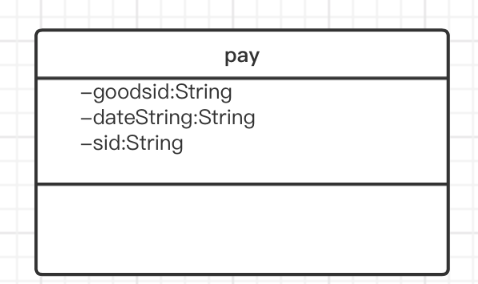 pay
–goodsid:String
–dateString:String
–sid:String